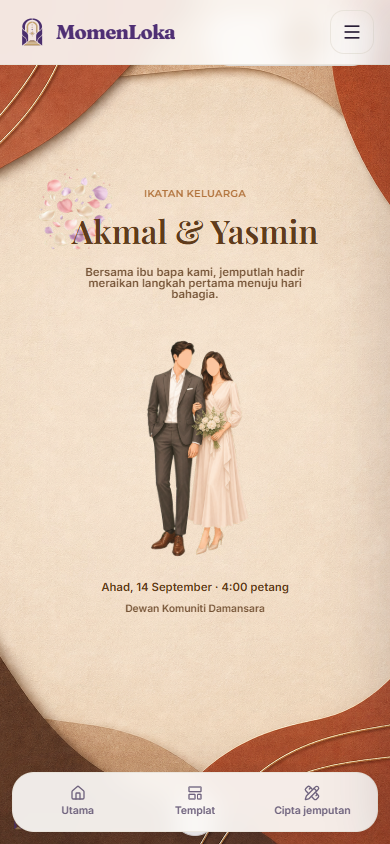 MomenLoka
IKATAN KELUARGA
Akmal & Yasmin
Bersama ibu bapa kami, jemputlah hadir
meraikan langkah pertama menuju hari
bahagia.
Ahad, 14 September · 4:00 petang
Dewan Komuniti Damansara
Utama
Templat
Cipta jemputan